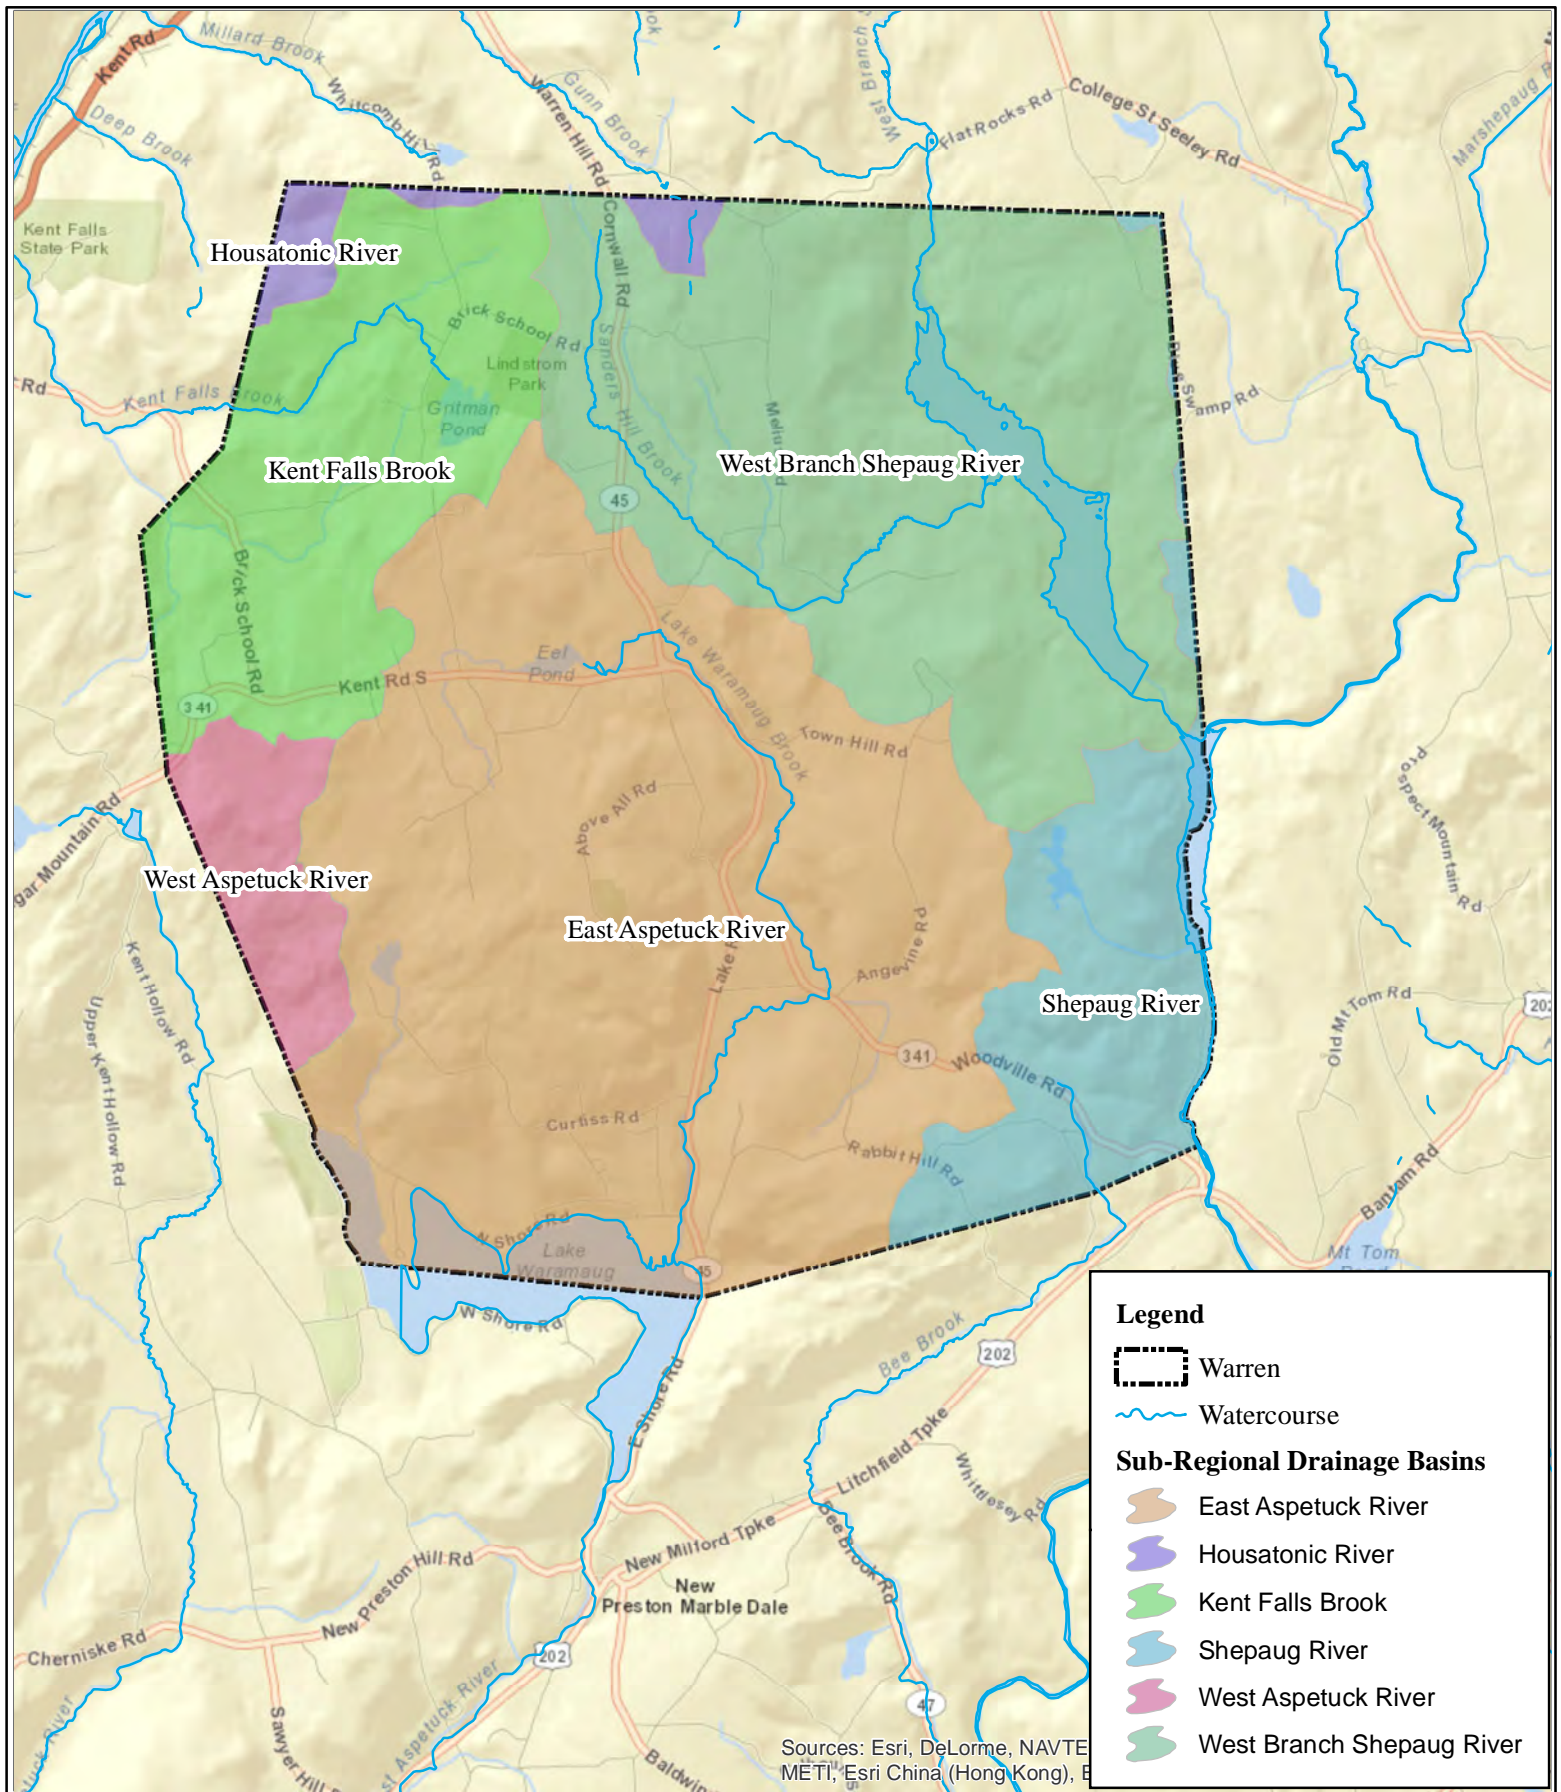 Kent Rd
Millard Brook
Whitcomb Hill Rd
Deep Brook
Warren Hill Rd
Gunn Brook
West Branch
Flat Rocks Rd
College St
Seeley Rd
Marshepaug
Kent Falls
State Park
Housatonic River
Cornwall Rd
Brick School Rd
Lindstrom
Park
Sanders Hill Brook
Rd
Kent Falls Brook
Gritman
Pond
Kent Falls Brook
45
West Branch Shepaug River
Brick School Rd
Eel
Pond
Lake Waramaug Brook
341
Kent Rd S
Town Hill Rd
Above All Rd
West Aspetuck River
East Aspetuck River
Lake
Angevine Rd
Shepaug River
Kent Hollow Rd
Upper Kent Hollow Rd
Old Mt Tom Rd
202
341
Woodville Rd
Curtiss Rd
Rabbit Hill Rd
Bantam Rd
N Shore Rd
Lake
Waramaug
45
Mt Tom
W Shore Rd
E Shore Rd
Bee Brook
202
Litchfield Tpke
Whittlesey Rd
New Milford Tpke
Bee Brook Rd
New Preston Hill Rd
New
Preston Marble Dale
Cherniske Rd
202
Aspetuck River
Sawyer Hill
Baldwin
47
Legend
Warren
Watercourse
Sub-Regional Drainage Basins
East Aspetuck River
Housatonic River
Kent Falls Brook
Shepaug River
West Aspetuck River
West Branch Shepaug River
Sources: Esri, DeLorme, NAVTE
METI, Esri China (Hong Kong), E